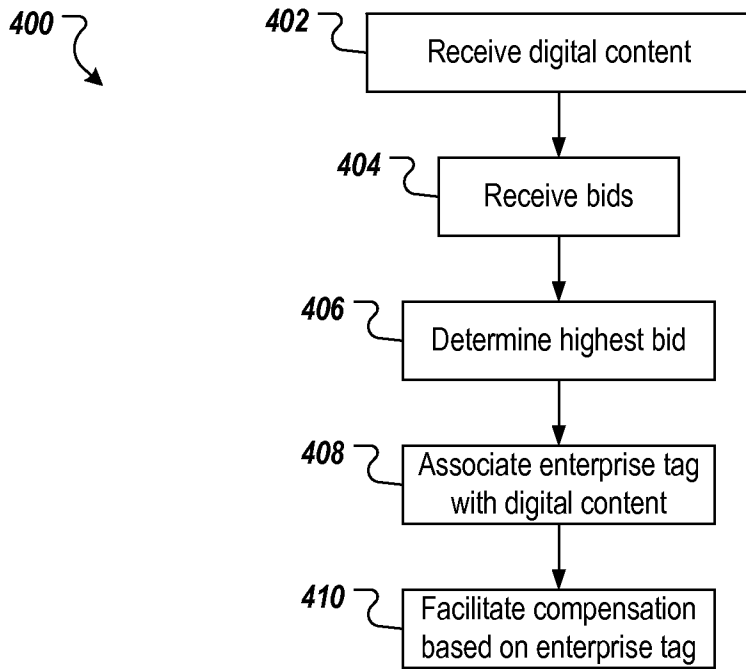 400
402
Receive digital content
404
Receive bids
406
Determine highest bid
408
Associate enterprise tag
with digital content
410
Facilitate compensation
based on enterprise tag